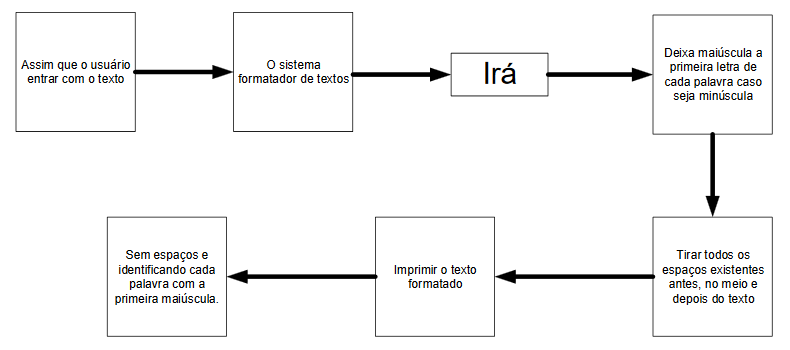 Assim que o usuário
entrar com o texto
O sistema
formatador de textos
Irá
Deixa maiúscula a
primeira letra de
cada palavra caso
seja minúscula
Tirar todos os
espaços existentes
antes, no meio e
depois do texto
Imprimir o texto
formatado
Sem espaços e
identificando cada
palavra com a
primeira maiúscula.